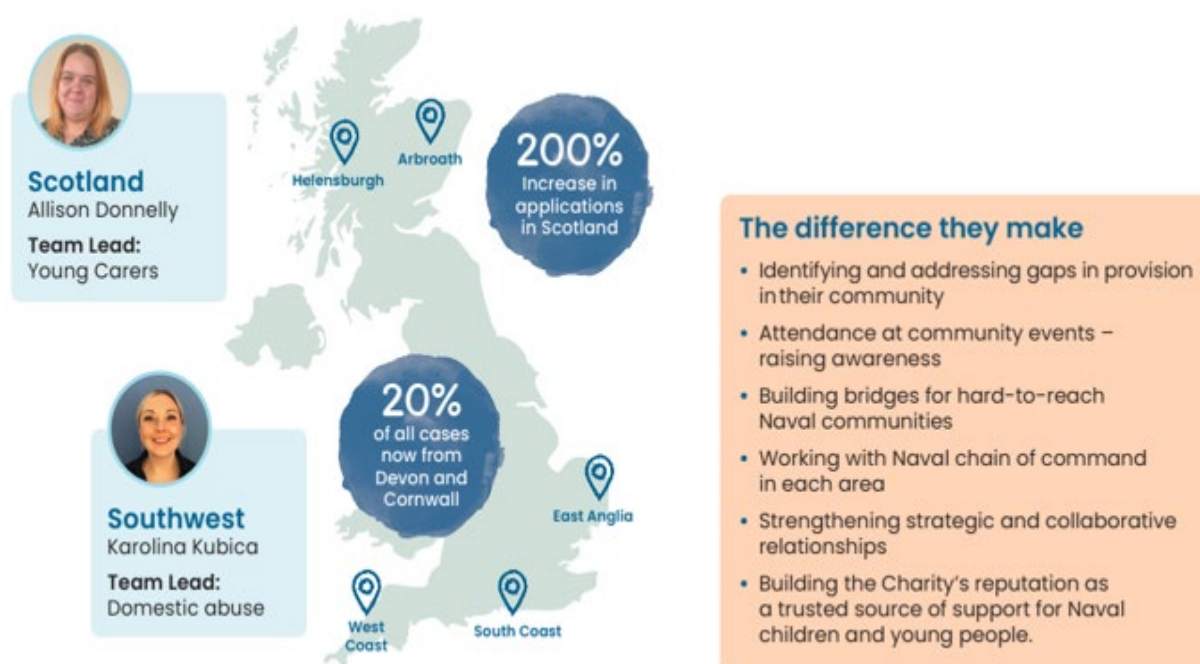 Scotland
Allison Donnelly
Team Lead:
Young Carers
Helensburgh
Arbroath
200%
Increase in
applications
in Scotland
20%
of all cases
now from
Devon and
Cornwall
Southwest
Karolina Kubica
Team Lead:
Domestic abuse
East Anglia
West
Coast
South Coast
The difference they make
• Identifying and addressing gaps in provision
in their community
• Attendance at community events –
raising awareness
• Building bridges for hard-to-reach
Naval communities
• Working with Naval chain of command
in each area
• Strengthening strategic and collaborative
relationships
• Building the Charity's reputation as
a trusted source of support for Naval
children and young people.